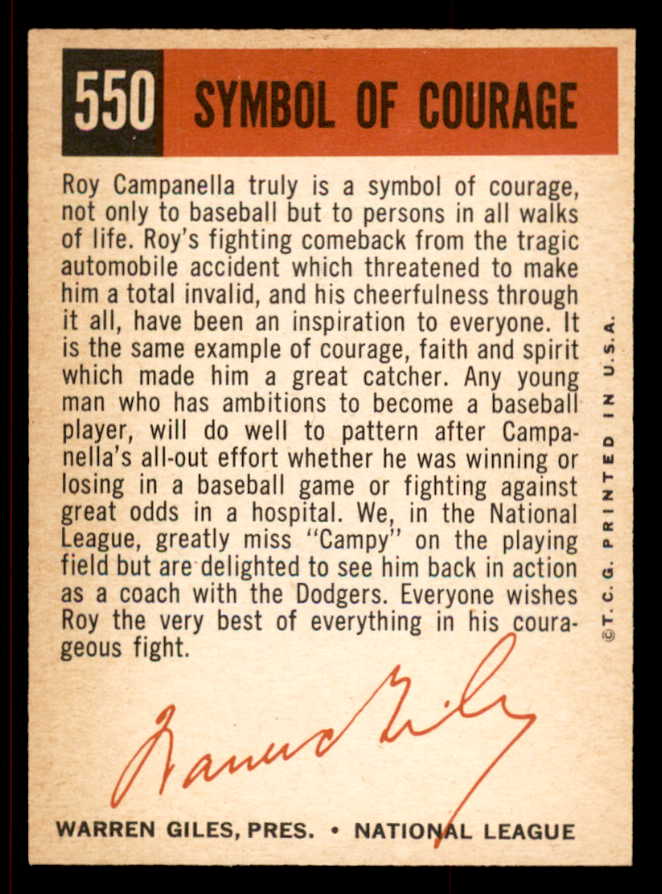 550 SYMBOL OF COURAGE
Roy Campanella truly is a symbol of courage,
not only to baseball but to persons in all walks
of life. Roy's fighting comeback from the tragic
automobile accident which threatened to make
him a total invalid, and his cheerfulness through
it all, have been an inspiration to everyone. It
is the same example of courage, faith and spirit
which made him a great catcher. Any young
man who has ambitions to become a baseball
player, will do well to pattern after Campa-
nella's all-out effort whether he was winning or
losing in a baseball game or fighting against
great odds in a hospital. We, in the National
League, greatly miss "Campy" on the playing
field but are delighted to see him back in action
as a coach with the Dodgers. Everyone wishes
Roy the very best of everything in his coura-
geous fight.
Warren Giles
WARREN GILES, PRES. • NATIONAL LEAGUE
©T.C.G. PRINTED IN U.S.A.